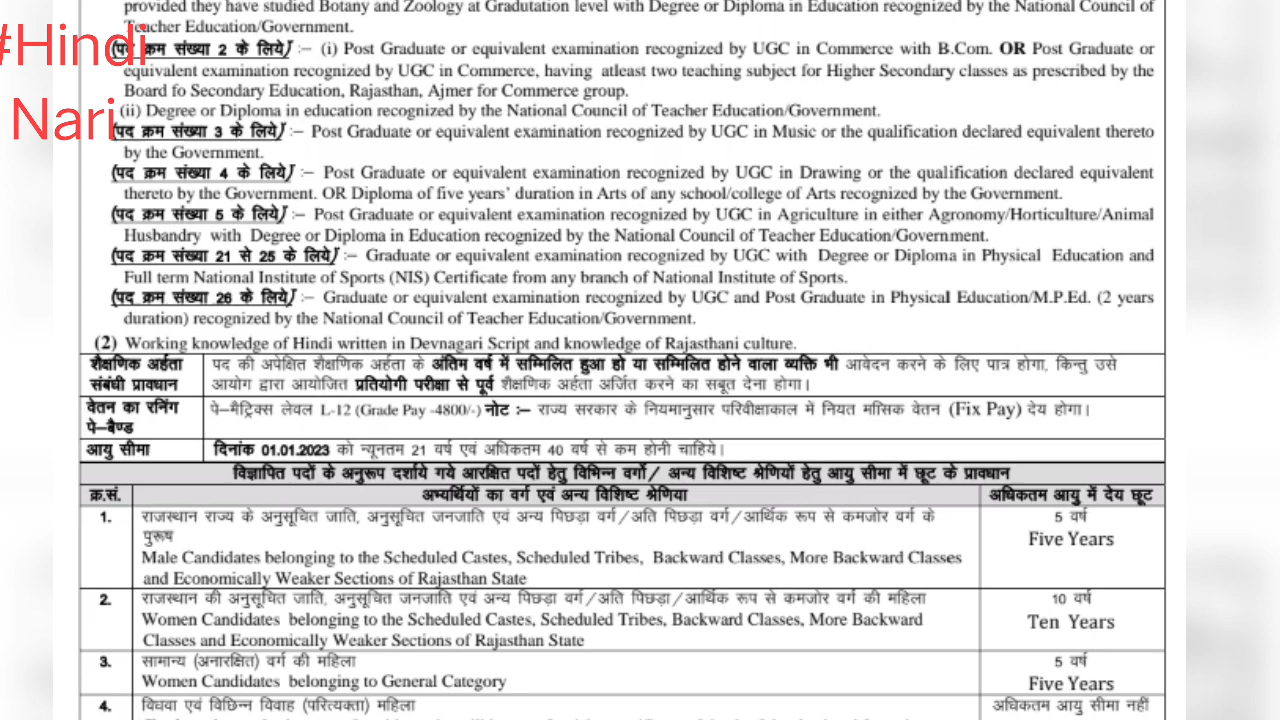 provided they have studied Botany and Zoology at Gradutation level with Degree or Diploma in Education recognized by the National Council of
Teacher Education/Government.
#Hindi
Nari
(पद क्रम संख्या 2 के लिये) :– (i) Post Graduate or equivalent examination recognized by UGC in Commerce with B.Com. OR Post Graduate or
equivalent examination recognized by UGC in Commerce, having atleast two teaching subject for Higher Secondary classes as prescribed by the
Board fo Secondary Education, Rajasthan, Ajmer for Commerce group.
(ii) Degree or Diploma in education recognized by the National Council of Teacher Education/Government.
(पद क्रम संख्या 3 के लिये) :– Post Graduate or equivalent examination recognized by UGC in Music or the qualification declared equivalent thereto
by the Government.
(पद क्रम संख्या 4 के लिये) :– Post Graduate or equivalent examination recognized by UGC in Drawing or the qualification declared equivalent
thereto by the Government. OR Diploma of five years' duration in Arts of any school/college of Arts recognized by the Government.
(पद क्रम संख्या 5 के लिये) :– Post Graduate or equivalent examination recognized by UGC in Agriculture in either Agronomy/Horticulture/Animal
Husbandry with Degree or Diploma in Education recognized by the National Council of Teacher Education/Government.
(पद क्रम संख्या 21 से 25 के लिये) :– Graduate or equivalent examination recognized by UGC with Degree or Diploma in Physical Education and
Full term National Institute of Sports (NIS) Certificate from any branch of National Institute of Sports.
(पद क्रम संख्या 26 के लिये) :– Graduate or equivalent examination recognized by UGC and Post Graduate in Physical Education/M.P.Ed. (2 years
duration) recognized by the National Council of Teacher Education/Government.
(2) Working knowledge of Hindi written in Devnagari Script and knowledge of Rajasthani culture.
शैक्षणिक अर्हता संबंधी प्रावधान
पद की अपेक्षित शैक्षणिक अर्हता के अंतिम वर्ष में सम्मिलित हुआ हो या सम्मिलित होने वाला व्यक्ति भी आवेदन करने के लिए पात्र होगा, किन्तु उसे
आयोग द्वारा आयोजित प्रतियोगी परीक्षा से पूर्व शैक्षणिक अर्हता अर्जित करने का सबूत देना होगा।
वेतन का रनिंग पे–बैण्ड
पे–मैट्रिक्स लेवल L-12 (Grade Pay -4800/-) नोट :– राज्य सरकार के नियमानुसार परिवीक्षाकाल में नियत मासिक वेतन (Fix Pay) देय होगा।
आयु सीमा दिनांक 01.01.2023 को न्यूनतम 21 वर्ष एवं अधिकतम 40 वर्ष से कम होनी चाहिये।
विज्ञापित पदों के अनुरूप दर्शाये गये आरक्षित पदों हेतु विभिन्न वर्गो/ अन्य विशिष्ट श्रेणियों हेतु आयु सीमा में छूट के प्रावधान
क्र.सं. अभ्यर्थियों का वर्ग एवं अन्य विशिष्ट श्रेणिया अधिकतम आयु में देय छूट
1. राजस्थान राज्य के अनुसूचित जाति, अनुसूचित जनजाति एवं अन्य पिछड़ा वर्ग/अति पिछड़ा वर्ग/आर्थिक रूप से कमजोर वर्ग के 5 वर्ष
पुरूष
Five Years
Male Candidates belonging to the Scheduled Castes, Scheduled Tribes, Backward Classes, More Backward Classes
and Economically Weaker Sections of Rajasthan State
2. राजस्थान की अनुसूचित जाति, अनुसूचित जनजाति एवं अन्य पिछड़ा वर्ग/अति पिछड़ा/आर्थिक रूप से कमजोर वर्ग की महिला 10 वर्ष
Women Candidates belonging to the Scheduled Castes, Scheduled Tribes, Backward Classes, More Backward Ten Years
Classes and Economically Weaker Sections of Rajasthan State
3. सामान्य (अनारक्षित) वर्ग की महिला 5 वर्ष
Women Candidates belonging to General Category Five Years
4. विधवा एवं विछिन्न विवाह (परित्यक्ता) महिला अधिकतम आयु सीमा नहीं